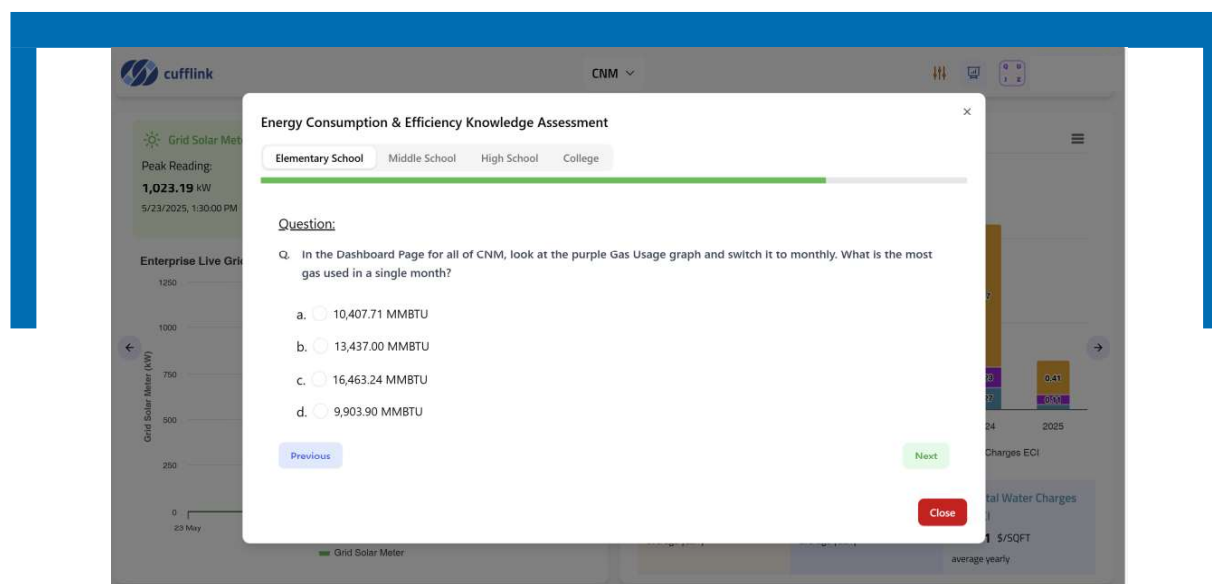 cufflink
CNM
Q U
I Z
Energy Consumption & Efficiency Knowledge Assessment
×
Elementary School Middle School High School College
Grid Solar Met
Peak Reading:
1,023.19 kW
5/23/2025, 1:30:00 PM
Question:
Q. In the Dashboard Page for all of CNM, look at the purple Gas Usage graph and switch it to monthly. What is the most
gas used in a single month?
a. 10,407.71 MMBTU
b. 13,437.00 MMBTU
c. 16,463.24 MMBTU
d. 9,903.90 MMBTU
Previous
Next
Close
Enterprise Live Gri
1250
1000
750
500
250
0
Grid Solar Meter (kW)
23 May
Grid Solar Meter
0.41
0.11
24 2025
Charges ECI
tal Water Charges
$/SQFT
average yearly